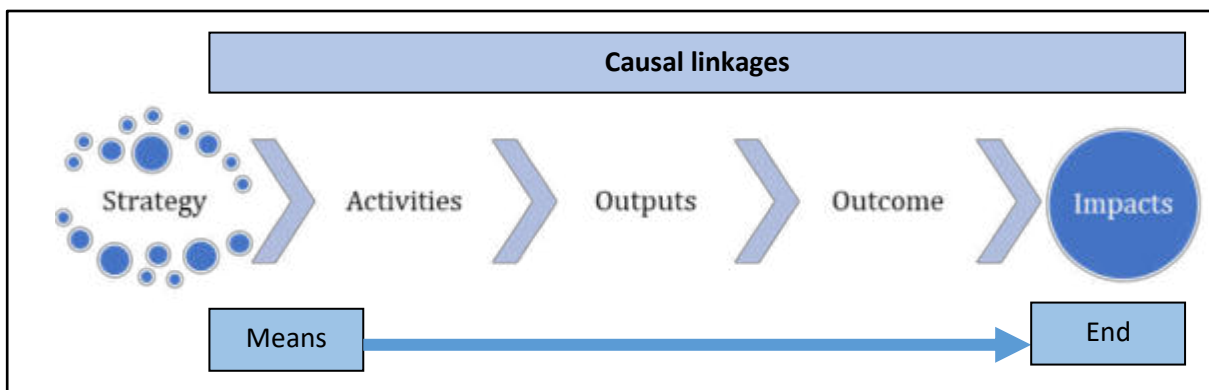 Causal linkages
Strategy Activities Outputs Outcome Impacts
Means End